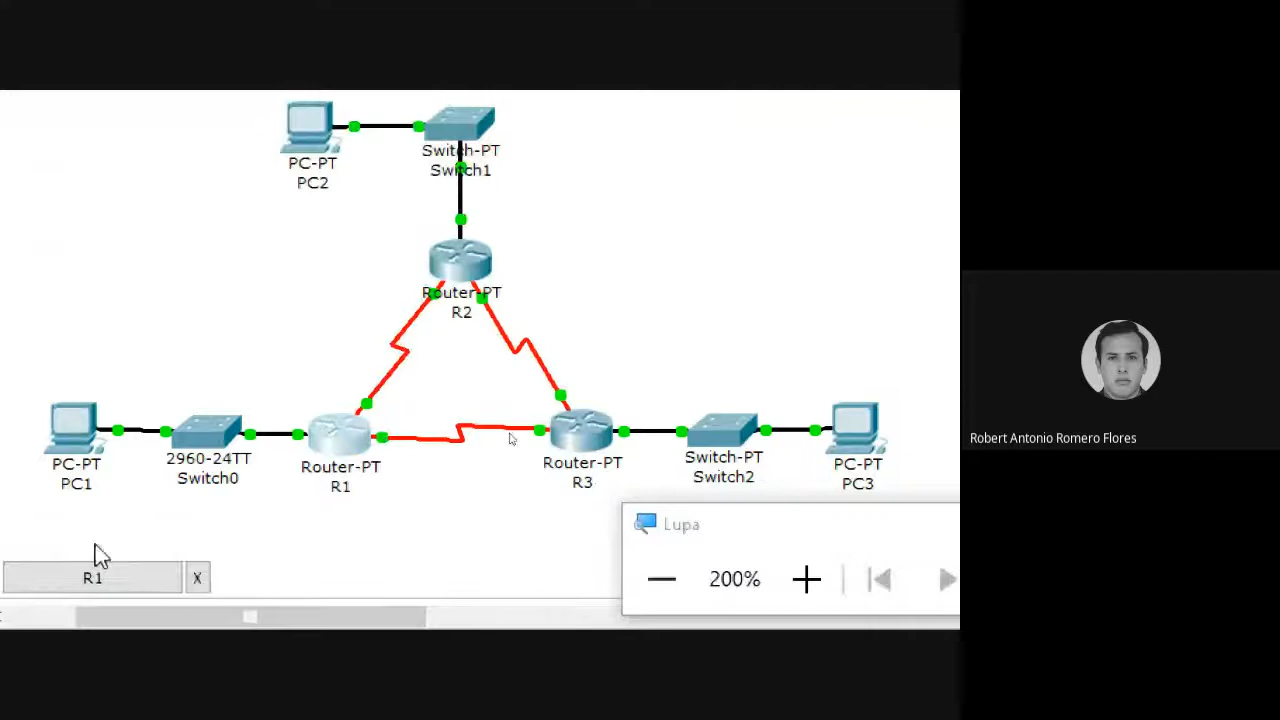 PC-PT
PC2
Switch-PT
Switch1
Router-PT
R2
PC-PT
PC1
2960-24TT
Switch0
Router-PT
R1
Router-PT
R3
Switch-PT
Switch2
PC-PT
PC3
Robert Antonio Romero Flores
Lupa
200%
R1
X